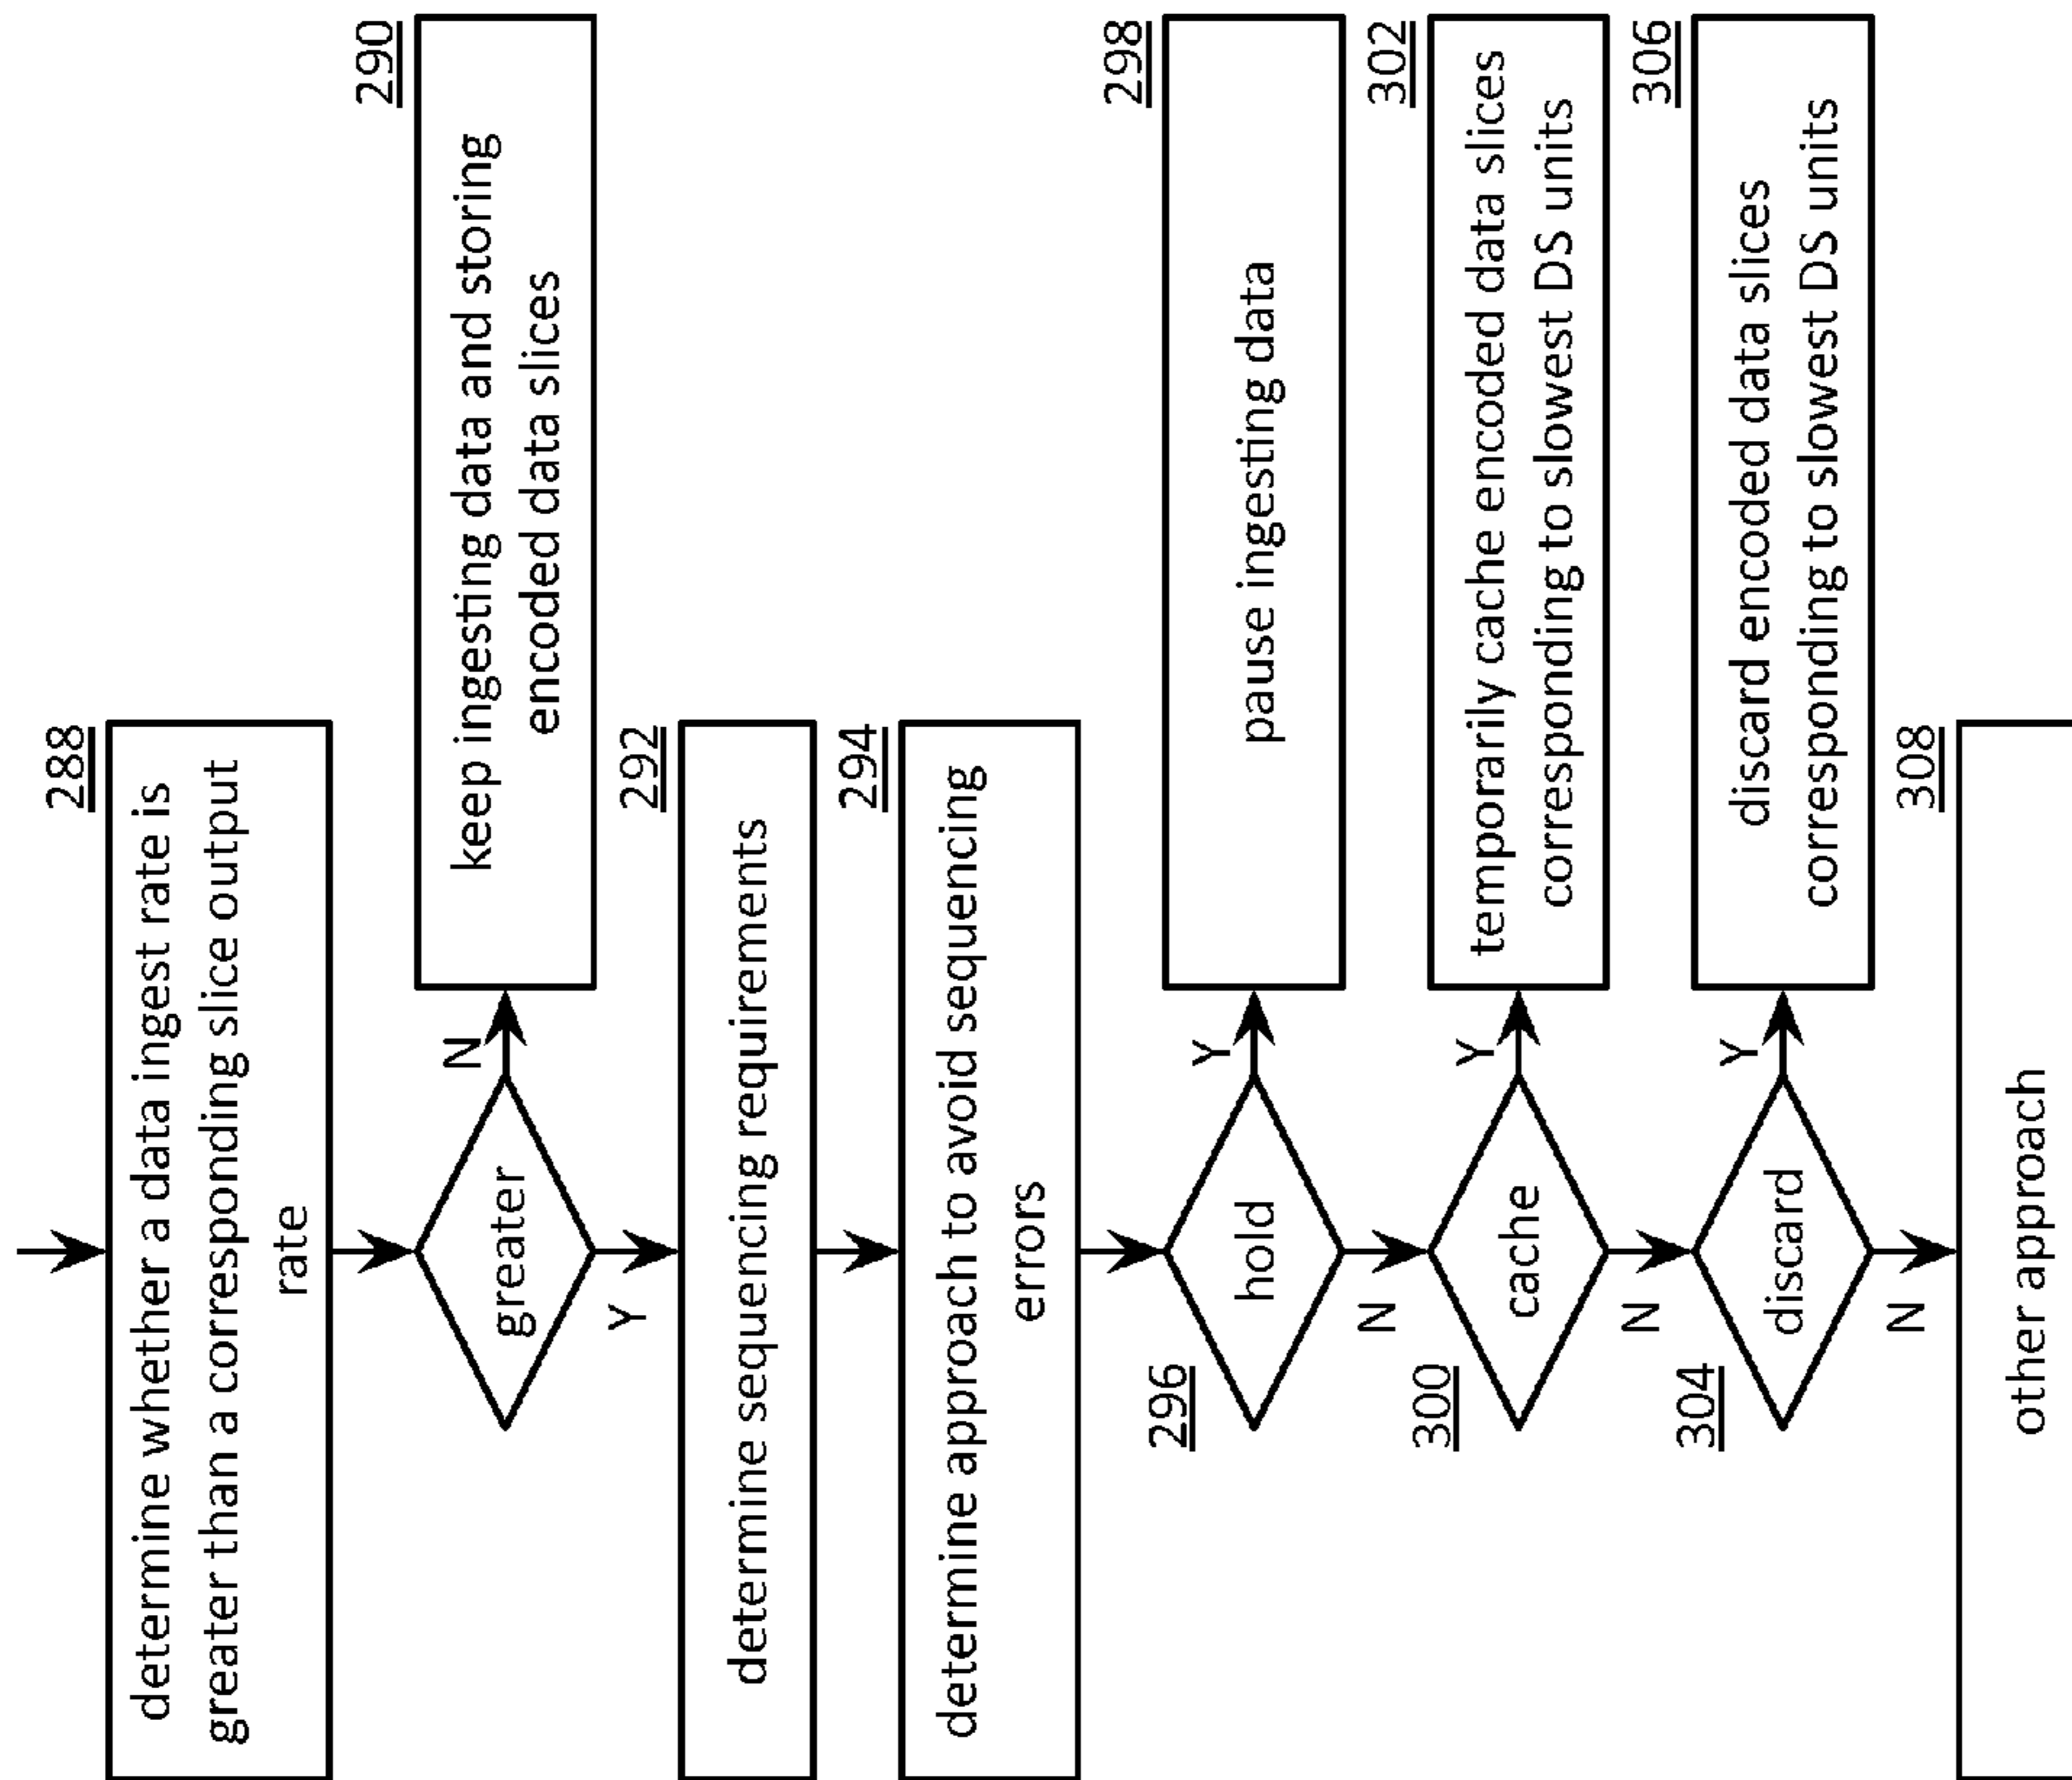 288
determine whether a data ingest rate is
greater than a corresponding slice output
rate
greater
N
Y
290
keep ingesting data and storing
encoded data slices
292
determine sequencing requirements
294
determine approach to avoid sequencing
errors
296
hold
Y
N
298
pause ingesting data
300
cache
Y
N
302
temporarily cache encoded data slices
corresponding to slowest DS units
304
discard
Y
N
306
discard encoded data slices
corresponding to slowest DS units
308
other approach